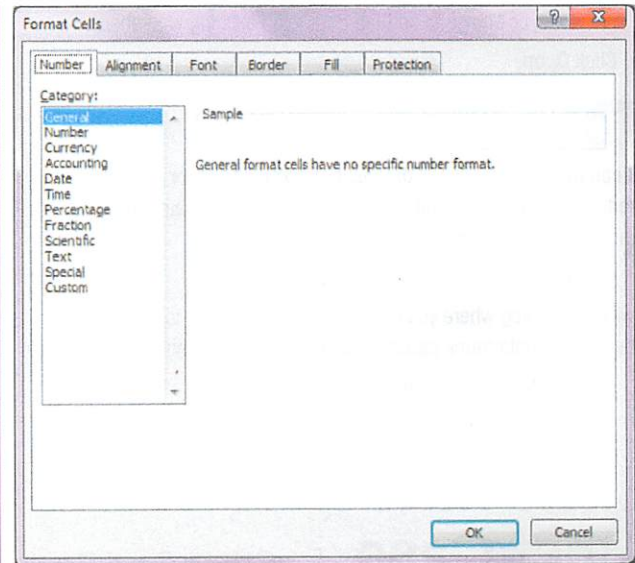 Format Cells
Number Alignment Font Border Fill Protection
Category:
General
Number
Currency
Accounting
Date
Time
Percentage
Fraction
Scientific
Text
Special
Custom
Sample
General format cells have no specific number format.
OK Cancel